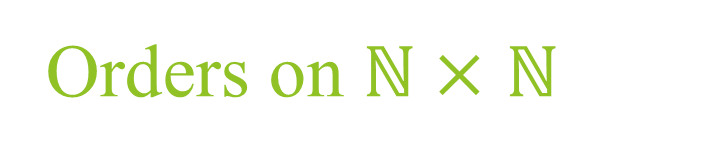 Orders on ℕ × ℕ